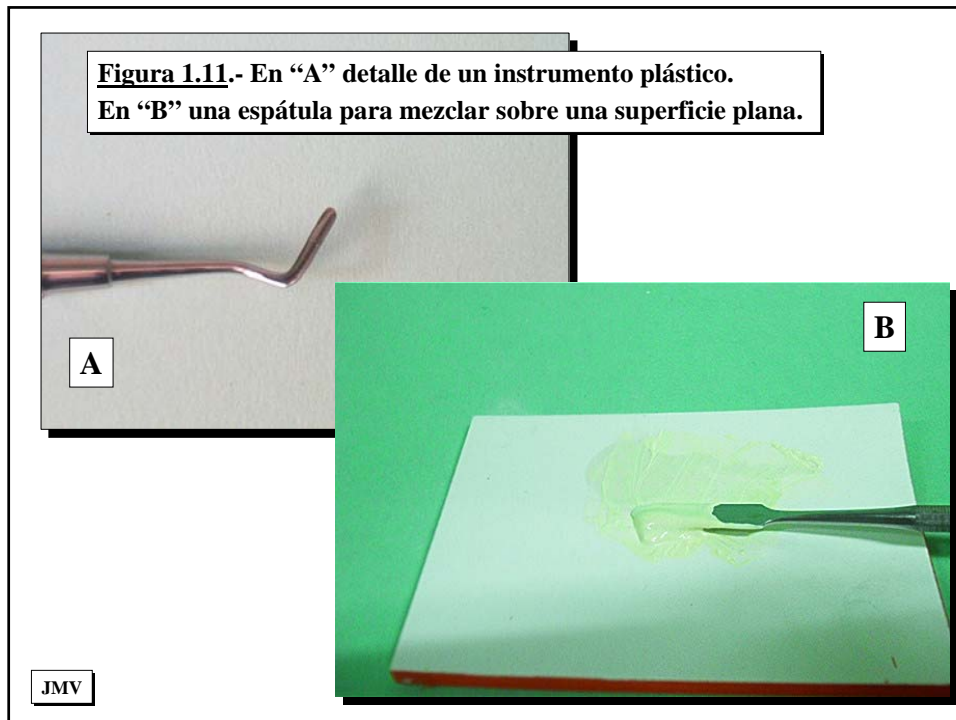 Figura 1.11.- En “A” detalle de un instrumento plástico.
En “B” una espátula para mezclar sobre una superficie plana.
A
B
JMV